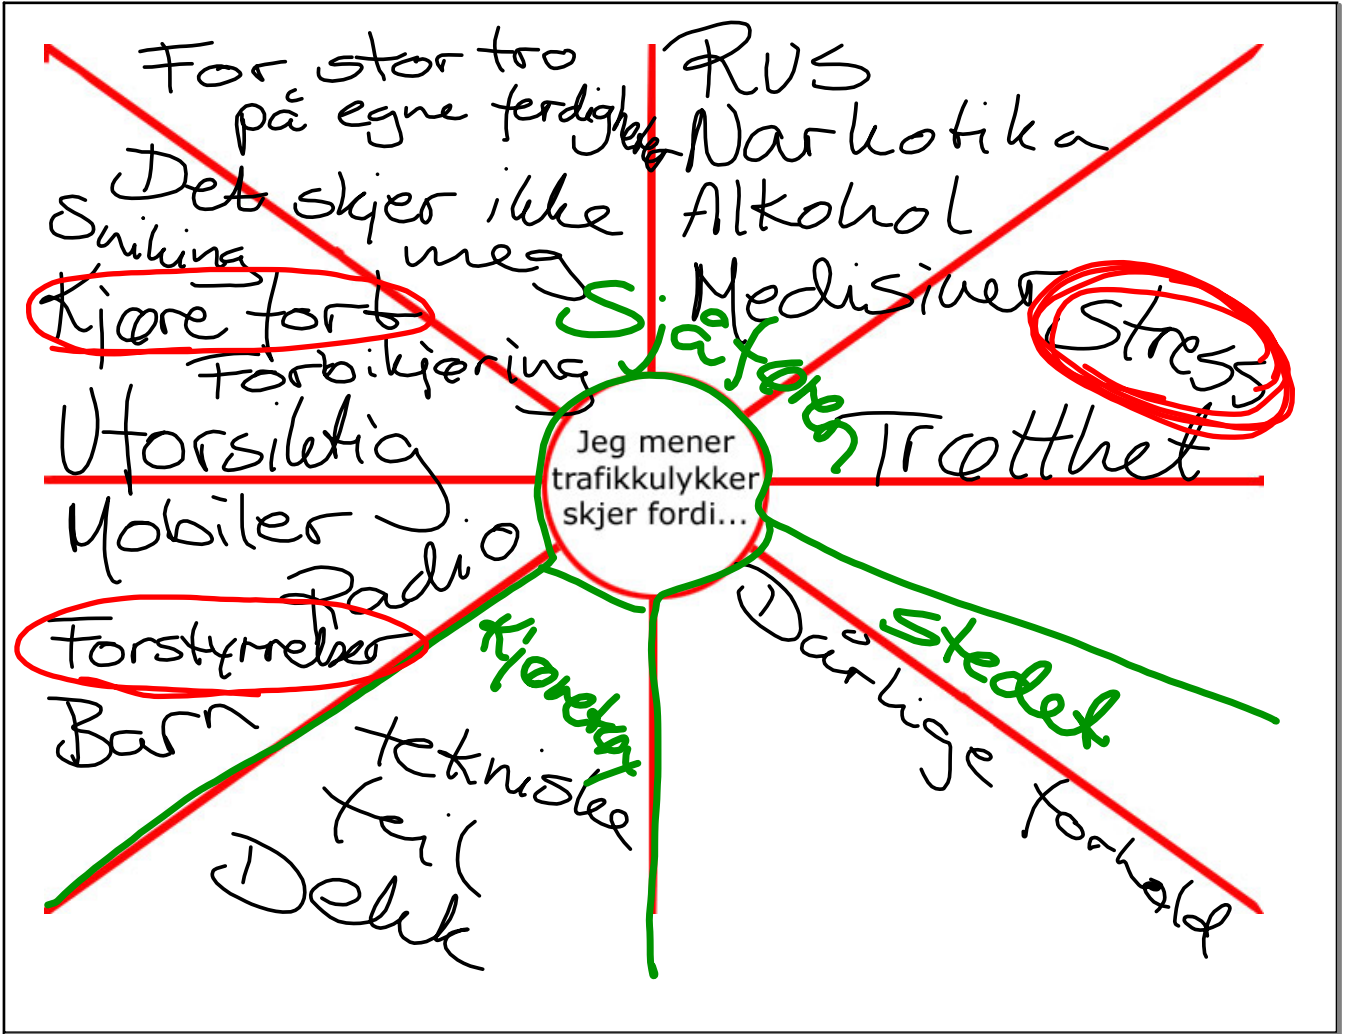 For stor tro
på egne ferdigheter
Det skjer ikke
meg
RUS
Narkotika
Alkohol
Medisiner
Stress
Trøtthet
Sniking
Kjøre fort
Forbikjøring
Uforsiktig
Sjåføren
Jeg mener
trafikkulykker
skjer fordi...
Mobiler
Radio
Forstyrrelser
Barn
Kjøretøy
tekniske
feil
Dekk
Stedet
Dårlige forhold